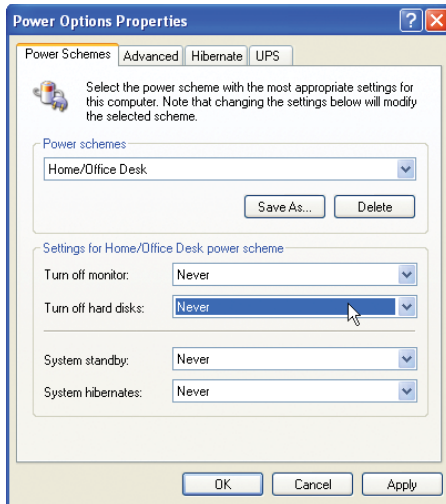 Power Options Properties
Power Schemes Advanced Hibernate UPS
Select the power scheme with the most appropriate settings for
this computer. Note that changing the settings below will modify
the selected scheme.
Power schemes
Home/Office Desk
Save As... Delete
Settings for Home/Office Desk power scheme
Turn off monitor: Never
Turn off hard disks: Never
System standby: Never
System hibernates: Never
OK Cancel Apply